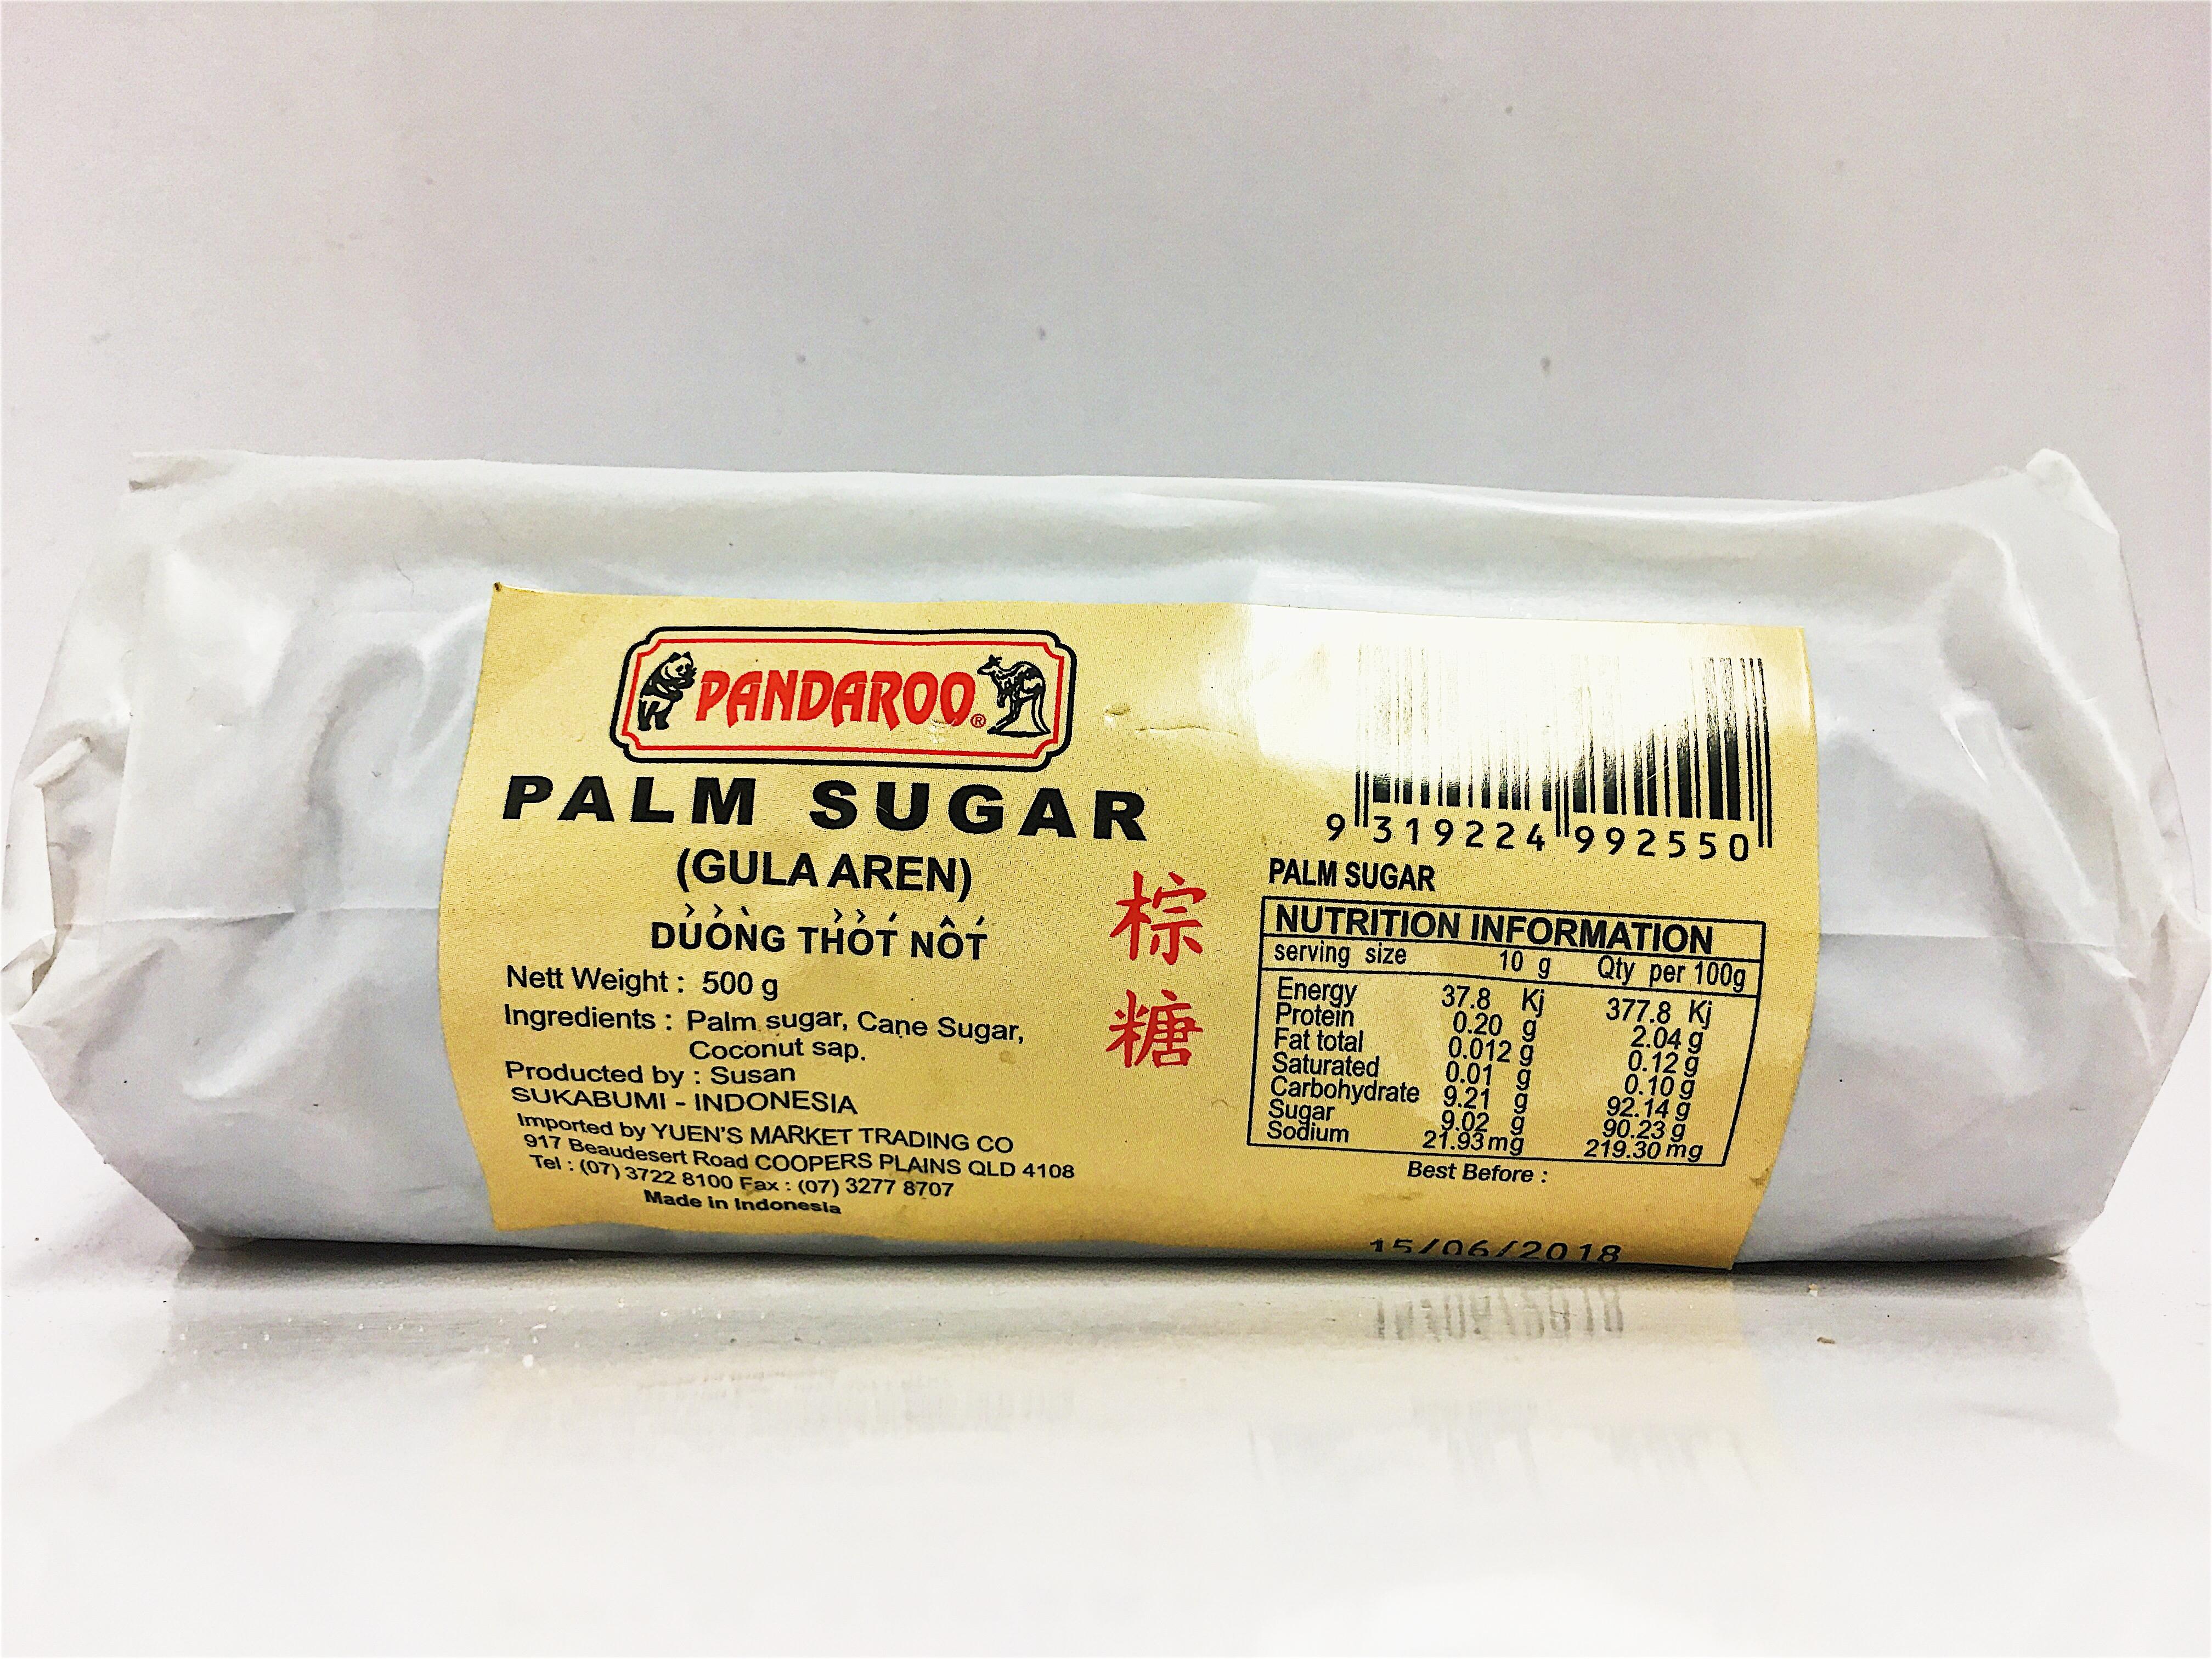 PANDAROO®
PALM SUGAR
(GULA AREN)
DUỜNG THỐT NỐT
棕
糖
Nett Weight : 500 g
Ingredients : Palm sugar, Cane Sugar,
Coconut sap.
Producted by : Susan
SUKABUMI - INDONESIA
Imported by YUEN'S MARKET TRADING CO
917 Beaudesert Road COOPERS PLAINS QLD 4108
Tel : (07) 3722 8100 Fax : (07) 3277 8707
Made in Indonesia
9 319224 992550
PALM SUGAR
NUTRITION INFORMATION
serving size 10 g Qty per 100g
Energy 37.8 Kj 377.8 Kj
Protein 0.20 g 2.04 g
Fat total 0.012 g 0.12 g
Saturated 0.01 g 0.10 g
Carbohydrate 9.21 g 92.14 g
Sugar 9.02 g 90.23 g
Sodium 21.93 mg 219.30 mg
Best Before :
15/06/2018